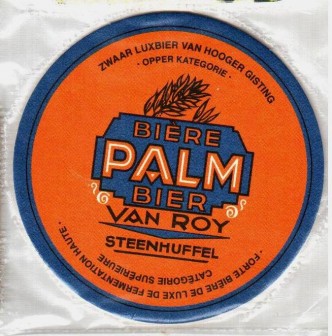 ZWAAR LUXBIER VAN HOOGER GISTING
· OPPER KATEGORIE ·
BIÈRE
PALM
BIER
VAN ROY
STEENHUFFEL
CATÉGORIE SUPÉRIEURE
· FORTE BIÈRE DE LUXE DE FERMENTATION HAUTE ·